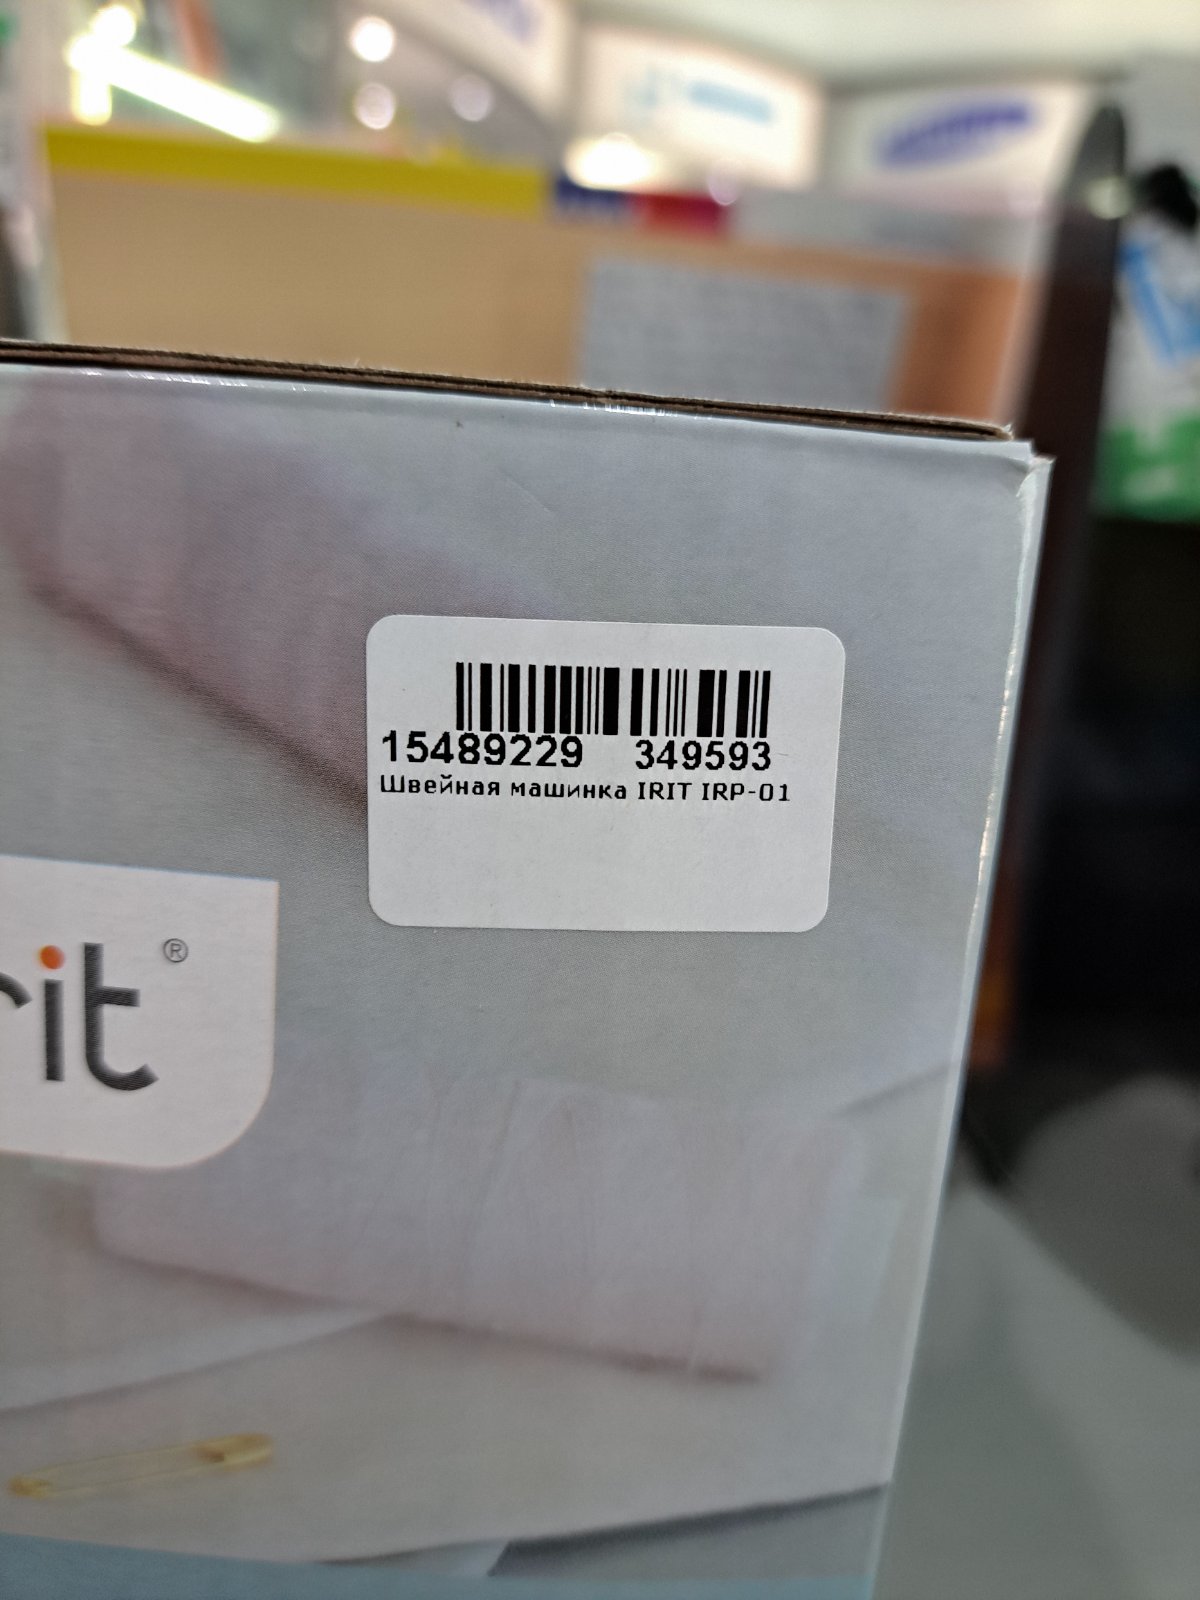 15489229 349593
Швейная машинка IRIT IRP-01
rit®